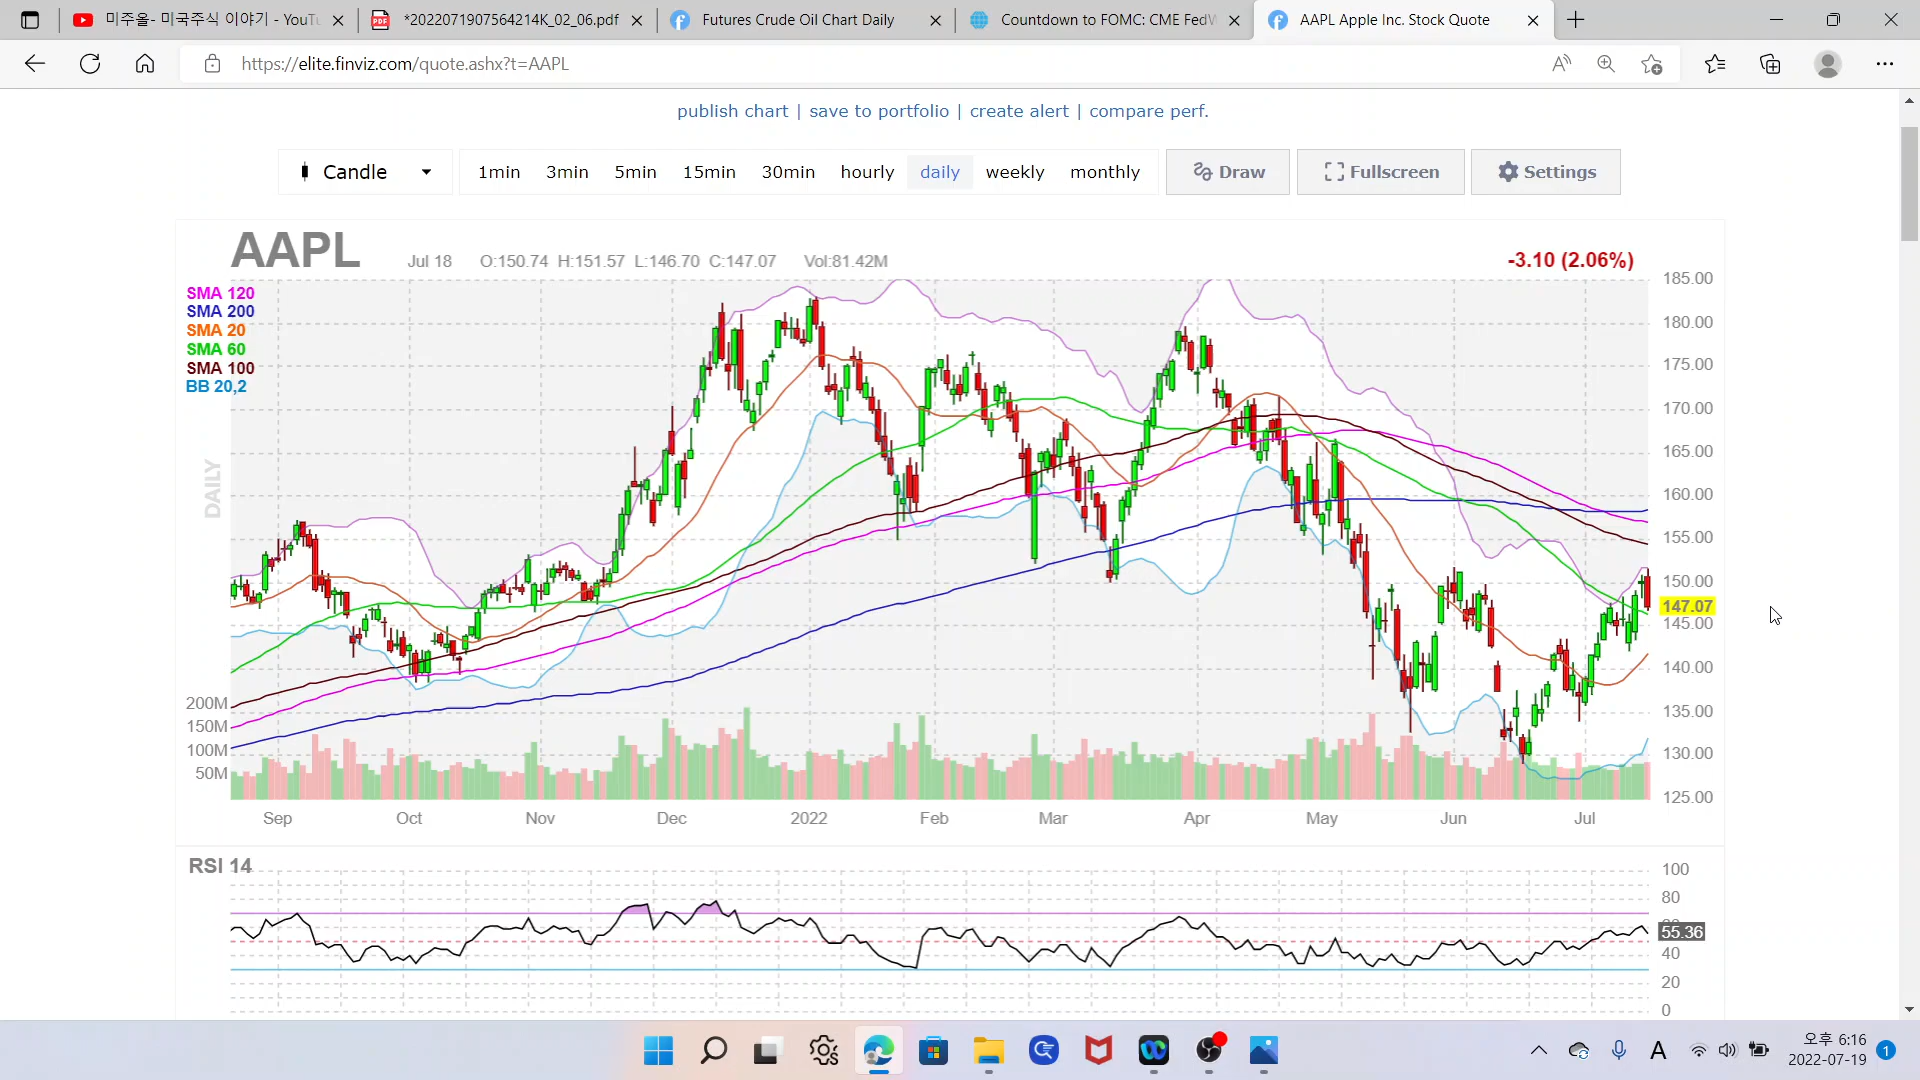 미주올- 미국주식 이야기 - YouTu
*2022071907564214K_02_06.pdf
Futures Crude Oil Chart Daily
Countdown to FOMC: CME FedW
AAPL Apple Inc. Stock Quote
https://elite.finviz.com/quote.ashx?t=AAPL
publish chart | save to portfolio | create alert | compare perf.
Candle 1min 3min 5min 15min 30min hourly daily weekly monthly Draw Fullscreen Settings
AAPL Jul 18 O:150.74 H:151.57 L:146.70 C:147.07 Vol:81.42M -3.10 (2.06%)
SMA 120
SMA 200
SMA 20
SMA 60
SMA 100
BB 20,2
DAILY
185.00
180.00
175.00
170.00
165.00
160.00
155.00
150.00
147.07
145.00
140.00
135.00
130.00
125.00
200M
150M
100M
50M
Sep Oct Nov Dec 2022 Feb Mar Apr May Jun Jul
RSI 14
100
80
55.36
40
20
0
A
오후 6:16
2022-07-19
1